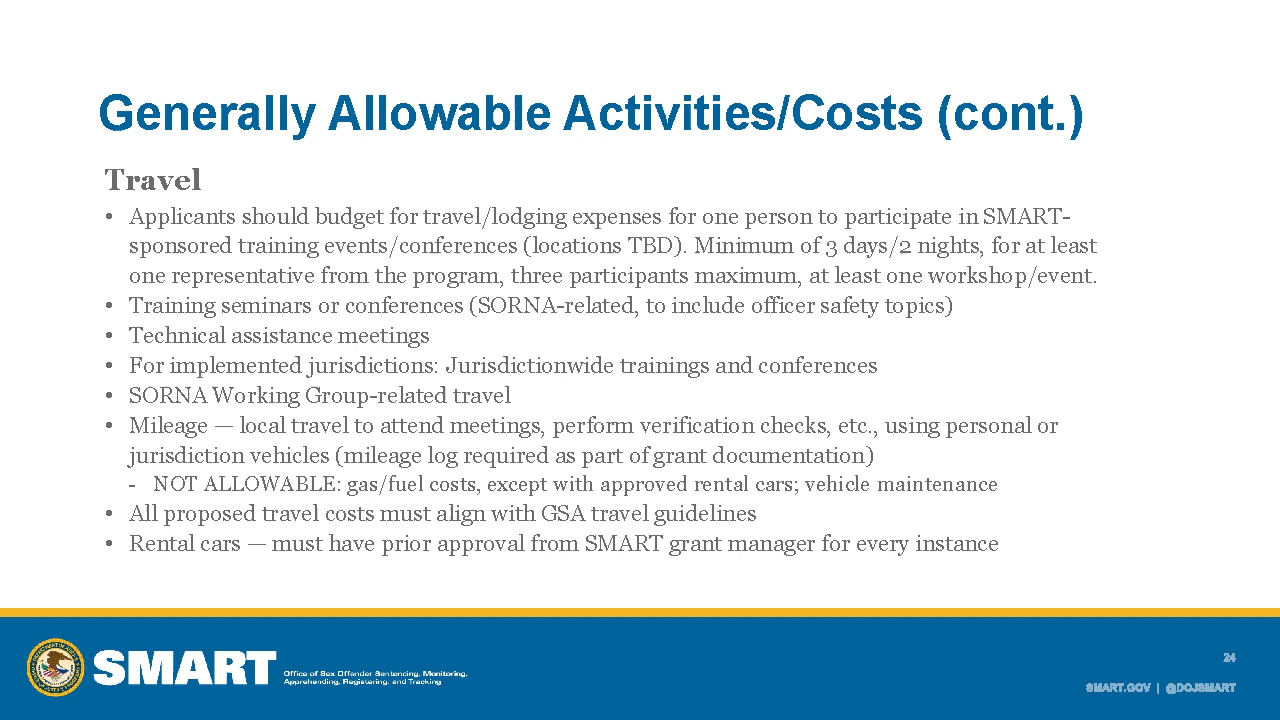 Generally Allowable Activities/Costs (cont.)
Travel
• Applicants should budget for travel/lodging expenses for one person to participate in SMART-
sponsored training events/conferences (locations TBD). Minimum of 3 days/2 nights, for at least
one representative from the program, three participants maximum, at least one workshop/event.
• Training seminars or conferences (SORNA-related, to include officer safety topics)
• Technical assistance meetings
• For implemented jurisdictions: Jurisdictionwide trainings and conferences
• SORNA Working Group-related travel
• Mileage — local travel to attend meetings, perform verification checks, etc., using personal or
jurisdiction vehicles (mileage log required as part of grant documentation)
- NOT ALLOWABLE: gas/fuel costs, except with approved rental cars; vehicle maintenance
• All proposed travel costs must align with GSA travel guidelines
• Rental cars — must have prior approval from SMART grant manager for every instance
SMART
Office of Sex Offender Sentencing, Monitoring,
Apprehending, Registering, and Tracking
24
SMART.GOV | @DOJSMART